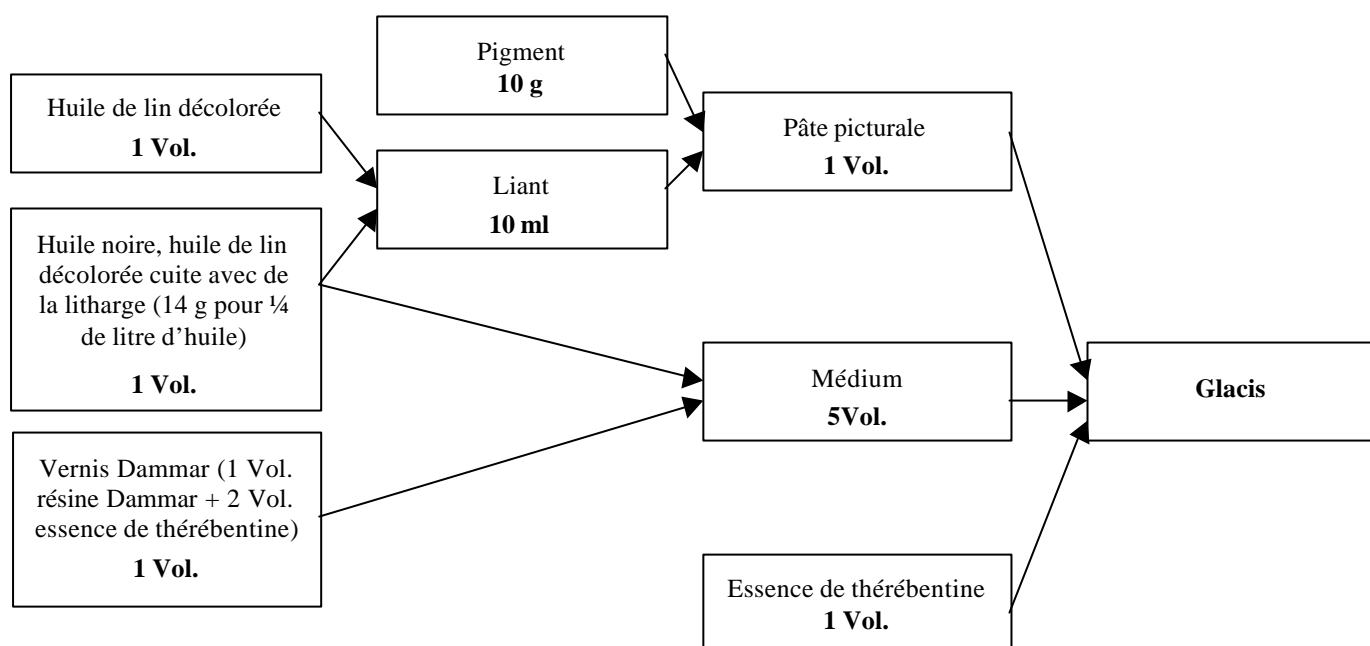 Pigment
10 g
Huile de lin décolorée
1 Vol.
Pâte picturale
1 Vol.
Liant
10 ml
Huile noire, huile de lin
décolorée cuite avec de
la litharge (14 g pour ¼
de litre d’huile)
1 Vol.
Médium
5Vol.
Glacis
Vernis Dammar (1 Vol.
résine Dammar + 2 Vol.
essence de thérébentine)
1 Vol.
Essence de thérébentine
1 Vol.